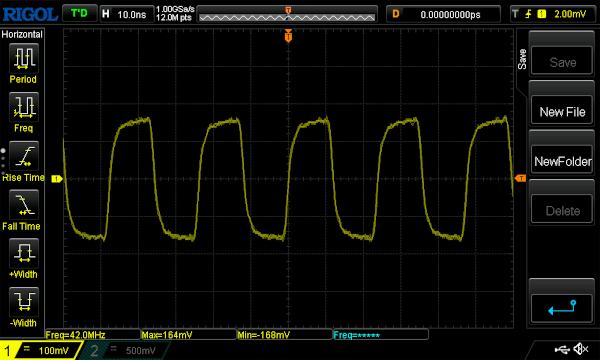 RIGOL T'D H 10.0ns 1.00GSa/s 12.0M pts T D 0.00000000ps T 1 2.00mV
Horizontal
Period
Freq
Rise Time
Fall Time
+Width
-Width
T
1
T
Save
Save
New File
NewFolder
Delete
Freq=42.0MHz Max=164mV Min=-168mV Freq=*****
1 = 100mV 2 = 500mV